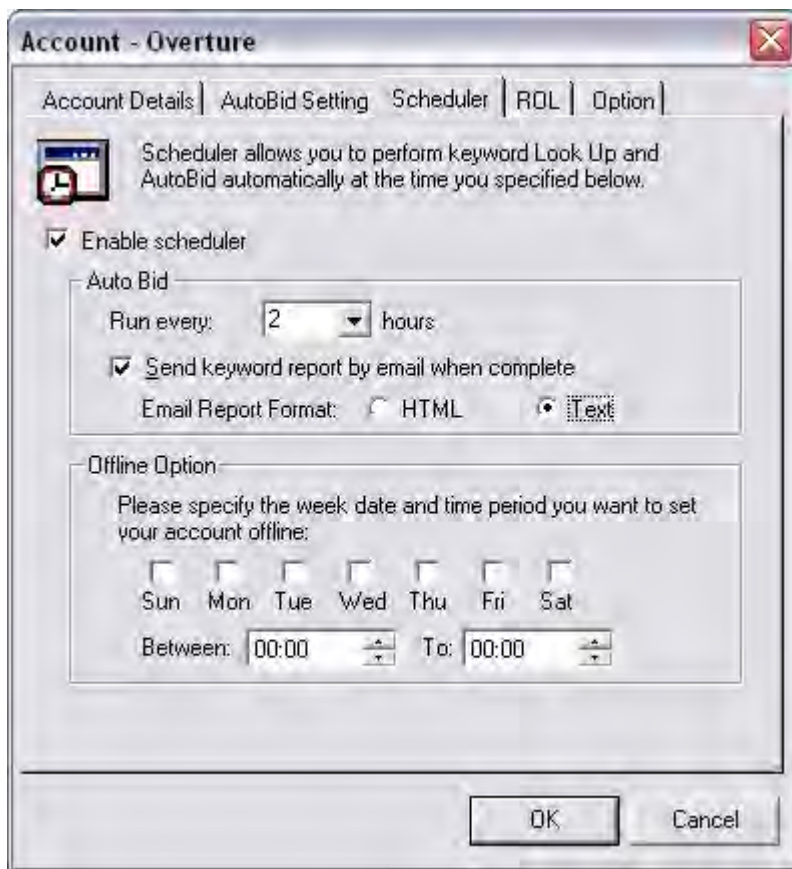 Account - Overture
Account Details AutoBid Setting Scheduler ROL Option
Scheduler allows you to perform keyword Look Up and
AutoBid automatically at the time you specified below.
Enable scheduler
Auto Bid
Run every: 2 hours
Send keyword report by email when complete
Email Report Format: HTML Text
Offline Option
Please specify the week date and time period you want to set
your account offline:
Sun Mon Tue Wed Thu Fri Sat
Between: 00:00 To: 00:00
OK Cancel